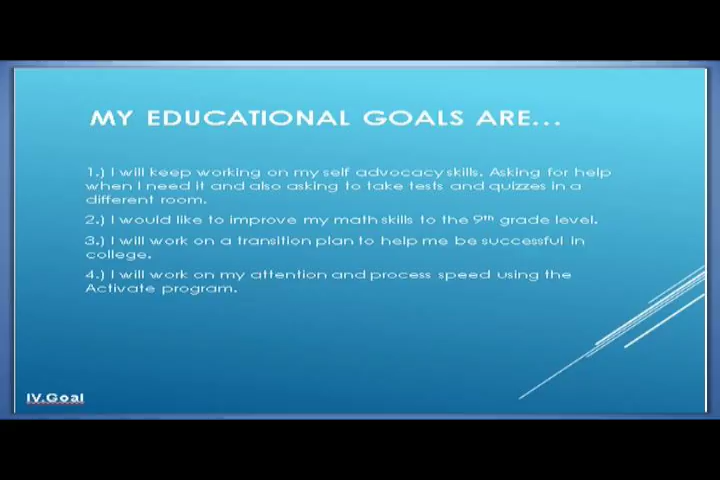 MY EDUCATIONAL GOALS ARE...
1.) I will keep working on my self advocacy skills. Asking for help
when I need it and also asking to take tests and quizzes in a
different room.
2.) I would like to improve my math skills to the 9th grade level.
3.) I will work on a transition plan to help me be successful in
college.
4.) I will work on my attention and process speed using the
Activate program.
IV.Goal